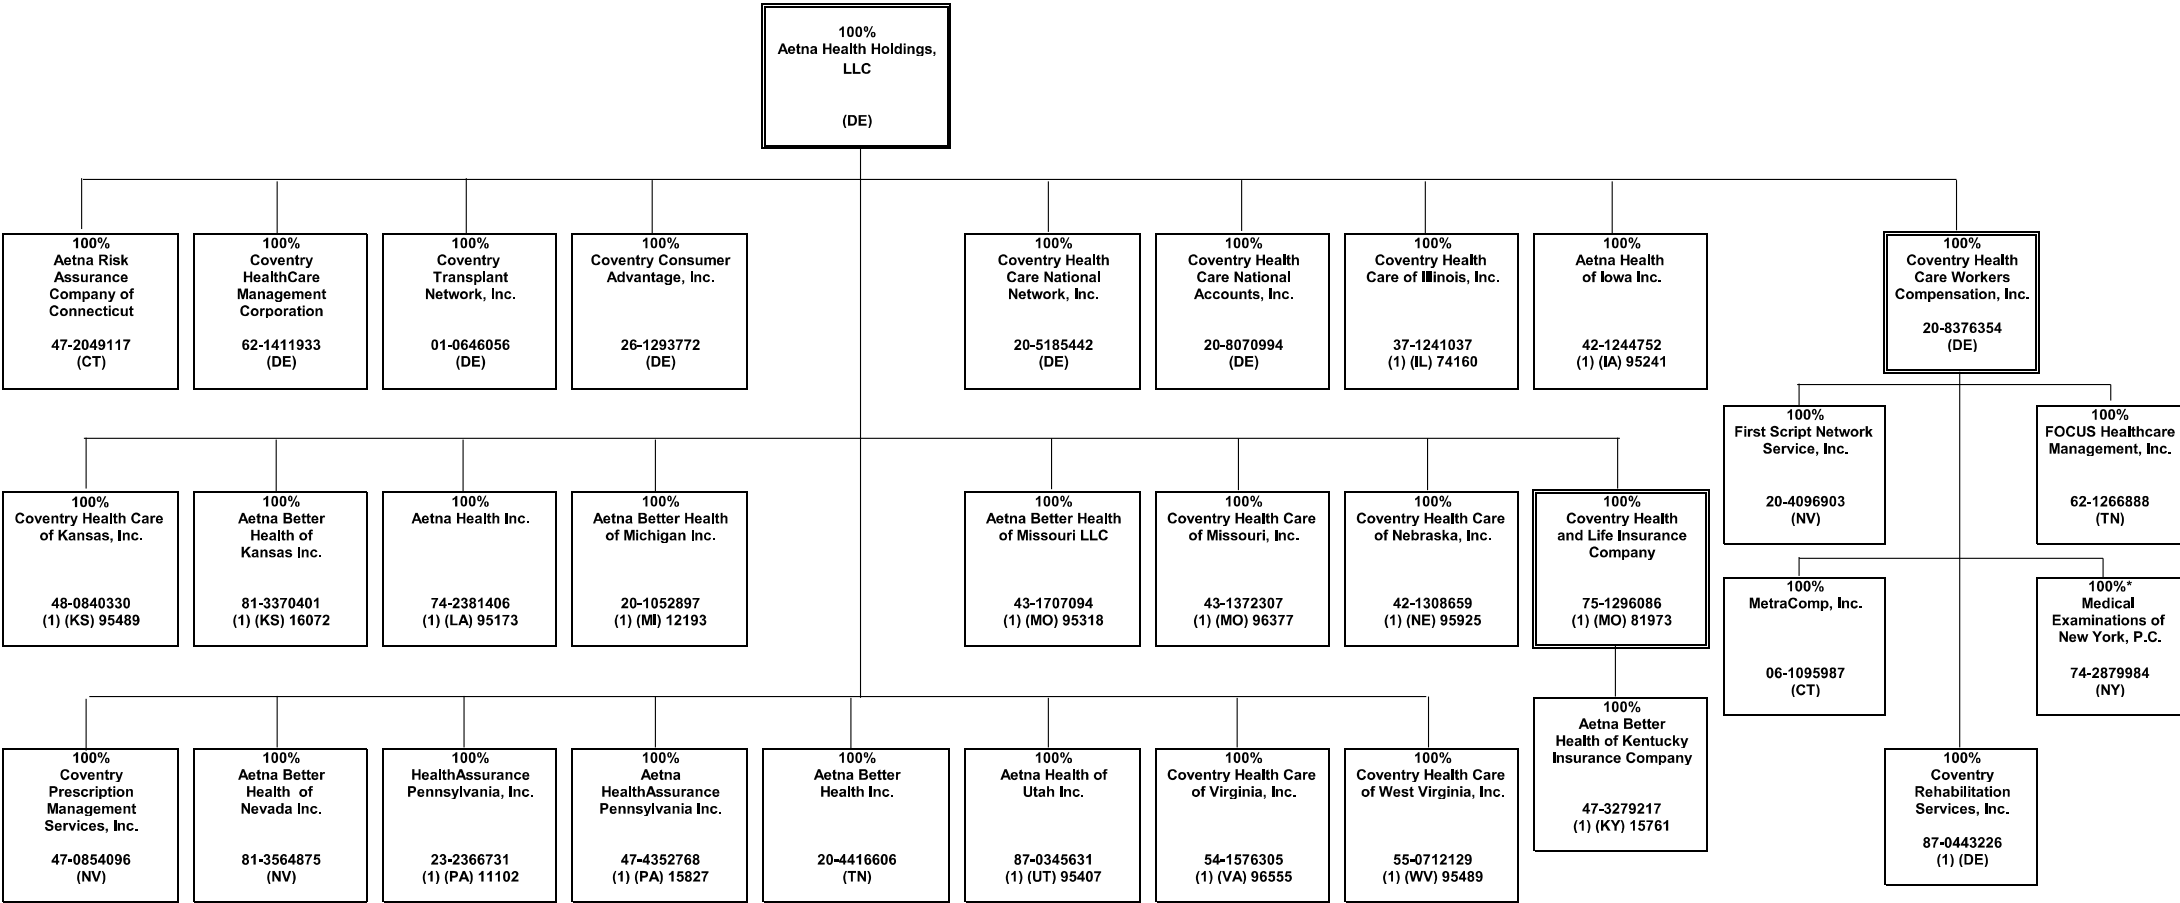 100%
Aetna Health Holdings,
LLC
(DE)
100%
Aetna Risk
Assurance
Company of
Connecticut
47-2049117
(CT)
100%
Coventry
HealthCare
Management
Corporation
62-1411933
(DE)
100%
Coventry
Transplant
Network, Inc.
01-0646056
(DE)
100%
Coventry Consumer
Advantage, Inc.
26-1293772
(DE)
100%
Coventry Health
Care National
Network, Inc.
20-5185442
(DE)
100%
Coventry Health
Care National
Accounts, Inc.
20-8070994
(DE)
100%
Coventry Health
Care of Illinois, Inc.
37-1241037
(1) (IL) 74160
100%
Aetna Health
of Iowa Inc.
42-1244752
(1) (IA) 95241
100%
Coventry Health
Care Workers
Compensation, Inc.
20-8376354
(DE)
100%
First Script Network
Service, Inc.
20-4096903
(NV)
100%
FOCUS Healthcare
Management, Inc.
62-1266888
(TN)
100%
Coventry Health Care
of Kansas, Inc.
48-0840330
(1) (KS) 95489
100%
Aetna Better
Health of
Kansas Inc.
81-3370401
(1) (KS) 16072
100%
Aetna Health Inc.
74-2381406
(1) (LA) 95173
100%
Aetna Better Health
of Michigan Inc.
20-1052897
(1) (MI) 12193
100%
Aetna Better Health
of Missouri LLC
43-1707094
(1) (MO) 95318
100%
Coventry Health Care
of Missouri, Inc.
43-1372307
(1) (MO) 96377
100%
Coventry Health Care
of Nebraska, Inc.
42-1308659
(1) (NE) 95925
100%
Coventry Health
and Life Insurance
Company
75-1296086
(1) (MO) 81973
100%
MetraComp, Inc.
06-1095987
(CT)
100%*
Medical
Examinations of
New York, P.C.
74-2879984
(NY)
100%
Aetna Better
Health of Kentucky
Insurance Company
47-3279217
(1) (KY) 15761
100%
Coventry
Prescription
Management
Services, Inc.
47-0854096
(NV)
100%
Aetna Better
Health of
Nevada Inc.
81-3564875
(NV)
100%
HealthAssurance
Pennsylvania, Inc.
23-2366731
(1) (PA) 11102
100%
Aetna
HealthAssurance
Pennsylvania Inc.
47-4352768
(1) (PA) 15827
100%
Aetna Better
Health Inc.
20-4416606
(TN)
100%
Aetna Health of
Utah Inc.
87-0345631
(1) (UT) 95407
100%
Coventry Health Care
of Virginia, Inc.
54-1576305
(1) (VA) 96555
100%
Coventry Health Care
of West Virginia, Inc.
55-0712129
(1) (WV) 95489
100%
Coventry
Rehabilitation
Services, Inc.
87-0443226
(1) (DE)